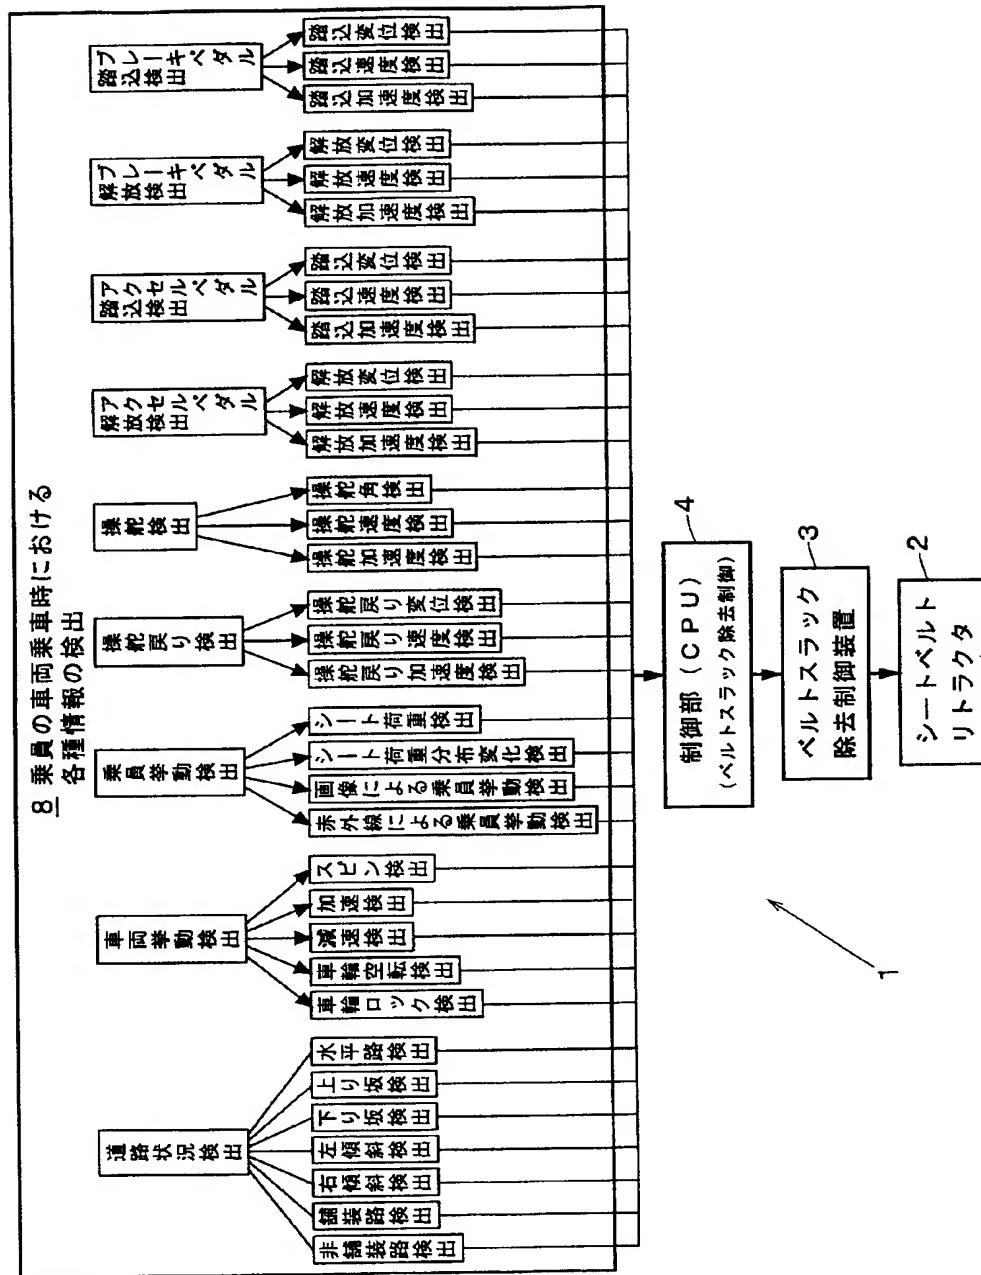 8 乗員の車両乗車時における
各種情報の検出
道路状況検出
非舗装路検出
舗装路検出
右傾斜検出
左傾斜検出
下り坂検出
上り坂検出
水平路検出
車両挙動検出
車輪ロック検出
車輪空転検出
減速検出
加速検出
スピン検出
乗員挙動検出
赤外線による乗員挙動検出
画像による乗員挙動検出
シート荷重分布変化検出
シート荷重検出
操舵戻り検出
操舵戻り加速度検出
操舵戻り速度検出
操舵戻り変位検出
操舵検出
操舵加速度検出
操舵速度検出
操舵角検出
アクセルペダル
解放検出
解放加速度検出
解放速度検出
解放変位検出
アクセルペダル
踏込検出
踏込加速度検出
踏込速度検出
踏込変位検出
ブレーキペダル
解放検出
解放加速度検出
解放速度検出
解放変位検出
ブレーキペダル
踏込検出
踏込加速度検出
踏込速度検出
踏込変位検出
制御部(CPU)
(ベルトスラック除去制御)
4
ベルトスラック
除去制御装置
3
シートベルト
リトラクタ
2
1